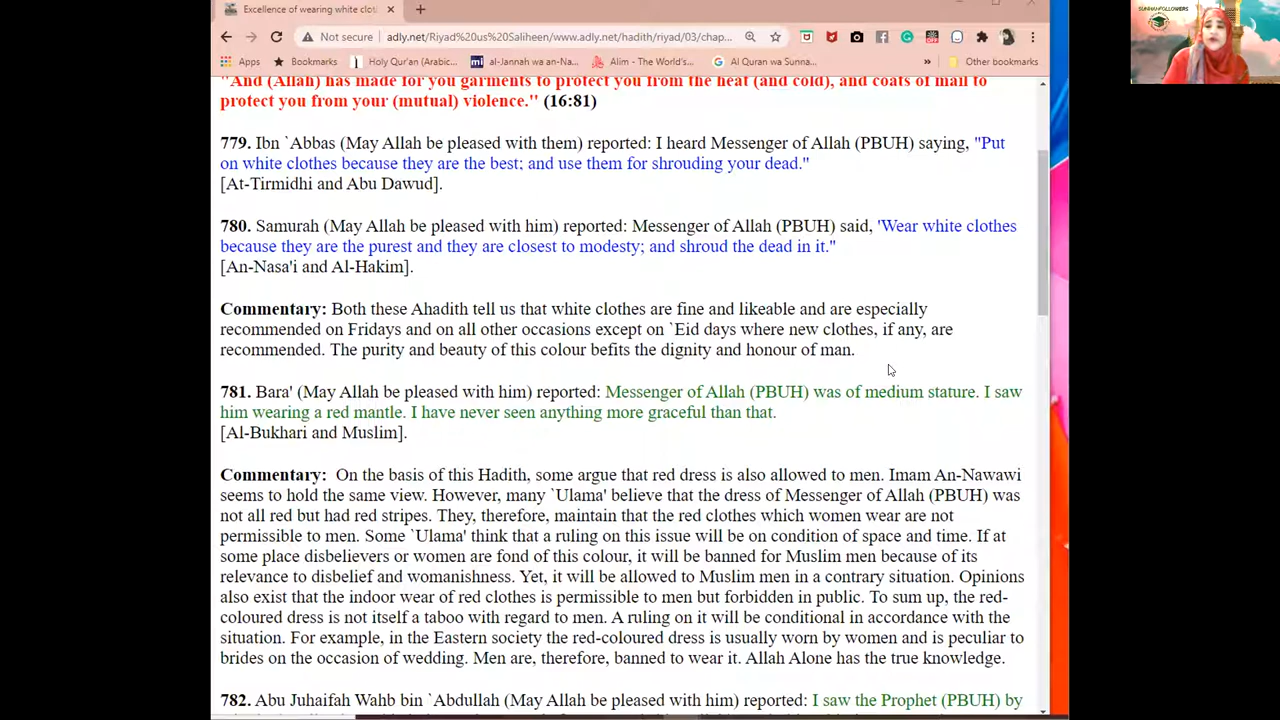 Excellence of wearing white clot
SUNNAHFOLLOWERS
Not secure
adly.net/Riyad%20us%20Saliheen/www.adly.net/hadith/riyad/03/chap...
Apps
Bookmarks
Holy Qur'an (Arabic...
al-Jannah wa an-Na...
Alim - The World's...
Al Quran wa Sunna...
»
Other bookmarks
"And (Allah) has made for you garments to protect you from the heat (and cold), and coats of mail to
protect you from your (mutual) violence." (16:81)
779. Ibn `Abbas (May Allah be pleased with them) reported: I heard Messenger of Allah (PBUH) saying, "Put
on white clothes because they are the best; and use them for shrouding your dead."
[At-Tirmidhi and Abu Dawud].
780. Samurah (May Allah be pleased with him) reported: Messenger of Allah (PBUH) said, 'Wear white clothes
because they are the purest and they are closest to modesty; and shroud the dead in it."
[An-Nasa'i and Al-Hakim].
Commentary: Both these Ahadith tell us that white clothes are fine and likeable and are especially
recommended on Fridays and on all other occasions except on `Eid days where new clothes, if any, are
recommended. The purity and beauty of this colour befits the dignity and honour of man.
781. Bara' (May Allah be pleased with him) reported: Messenger of Allah (PBUH) was of medium stature. I saw
him wearing a red mantle. I have never seen anything more graceful than that.
[Al-Bukhari and Muslim].
Commentary: On the basis of this Hadith, some argue that red dress is also allowed to men. Imam An-Nawawi
seems to hold the same view. However, many `Ulama' believe that the dress of Messenger of Allah (PBUH) was
not all red but had red stripes. They, therefore, maintain that the red clothes which women wear are not
permissible to men. Some `Ulama' think that a ruling on this issue will be on condition of space and time. If at
some place disbelievers or women are fond of this colour, it will be banned for Muslim men because of its
relevance to disbelief and womanishness. Yet, it will be allowed to Muslim men in a contrary situation. Opinions
also exist that the indoor wear of red clothes is permissible to men but forbidden in public. To sum up, the red-
coloured dress is not itself a taboo with regard to men. A ruling on it will be conditional in accordance with the
situation. For example, in the Eastern society the red-coloured dress is usually worn by women and is peculiar to
brides on the occasion of wedding. Men are, therefore, banned to wear it. Allah Alone has the true knowledge.
782. Abu Juhaifah Wahb bin `Abdullah (May Allah be pleased with him) reported: I saw the Prophet (PBUH) by